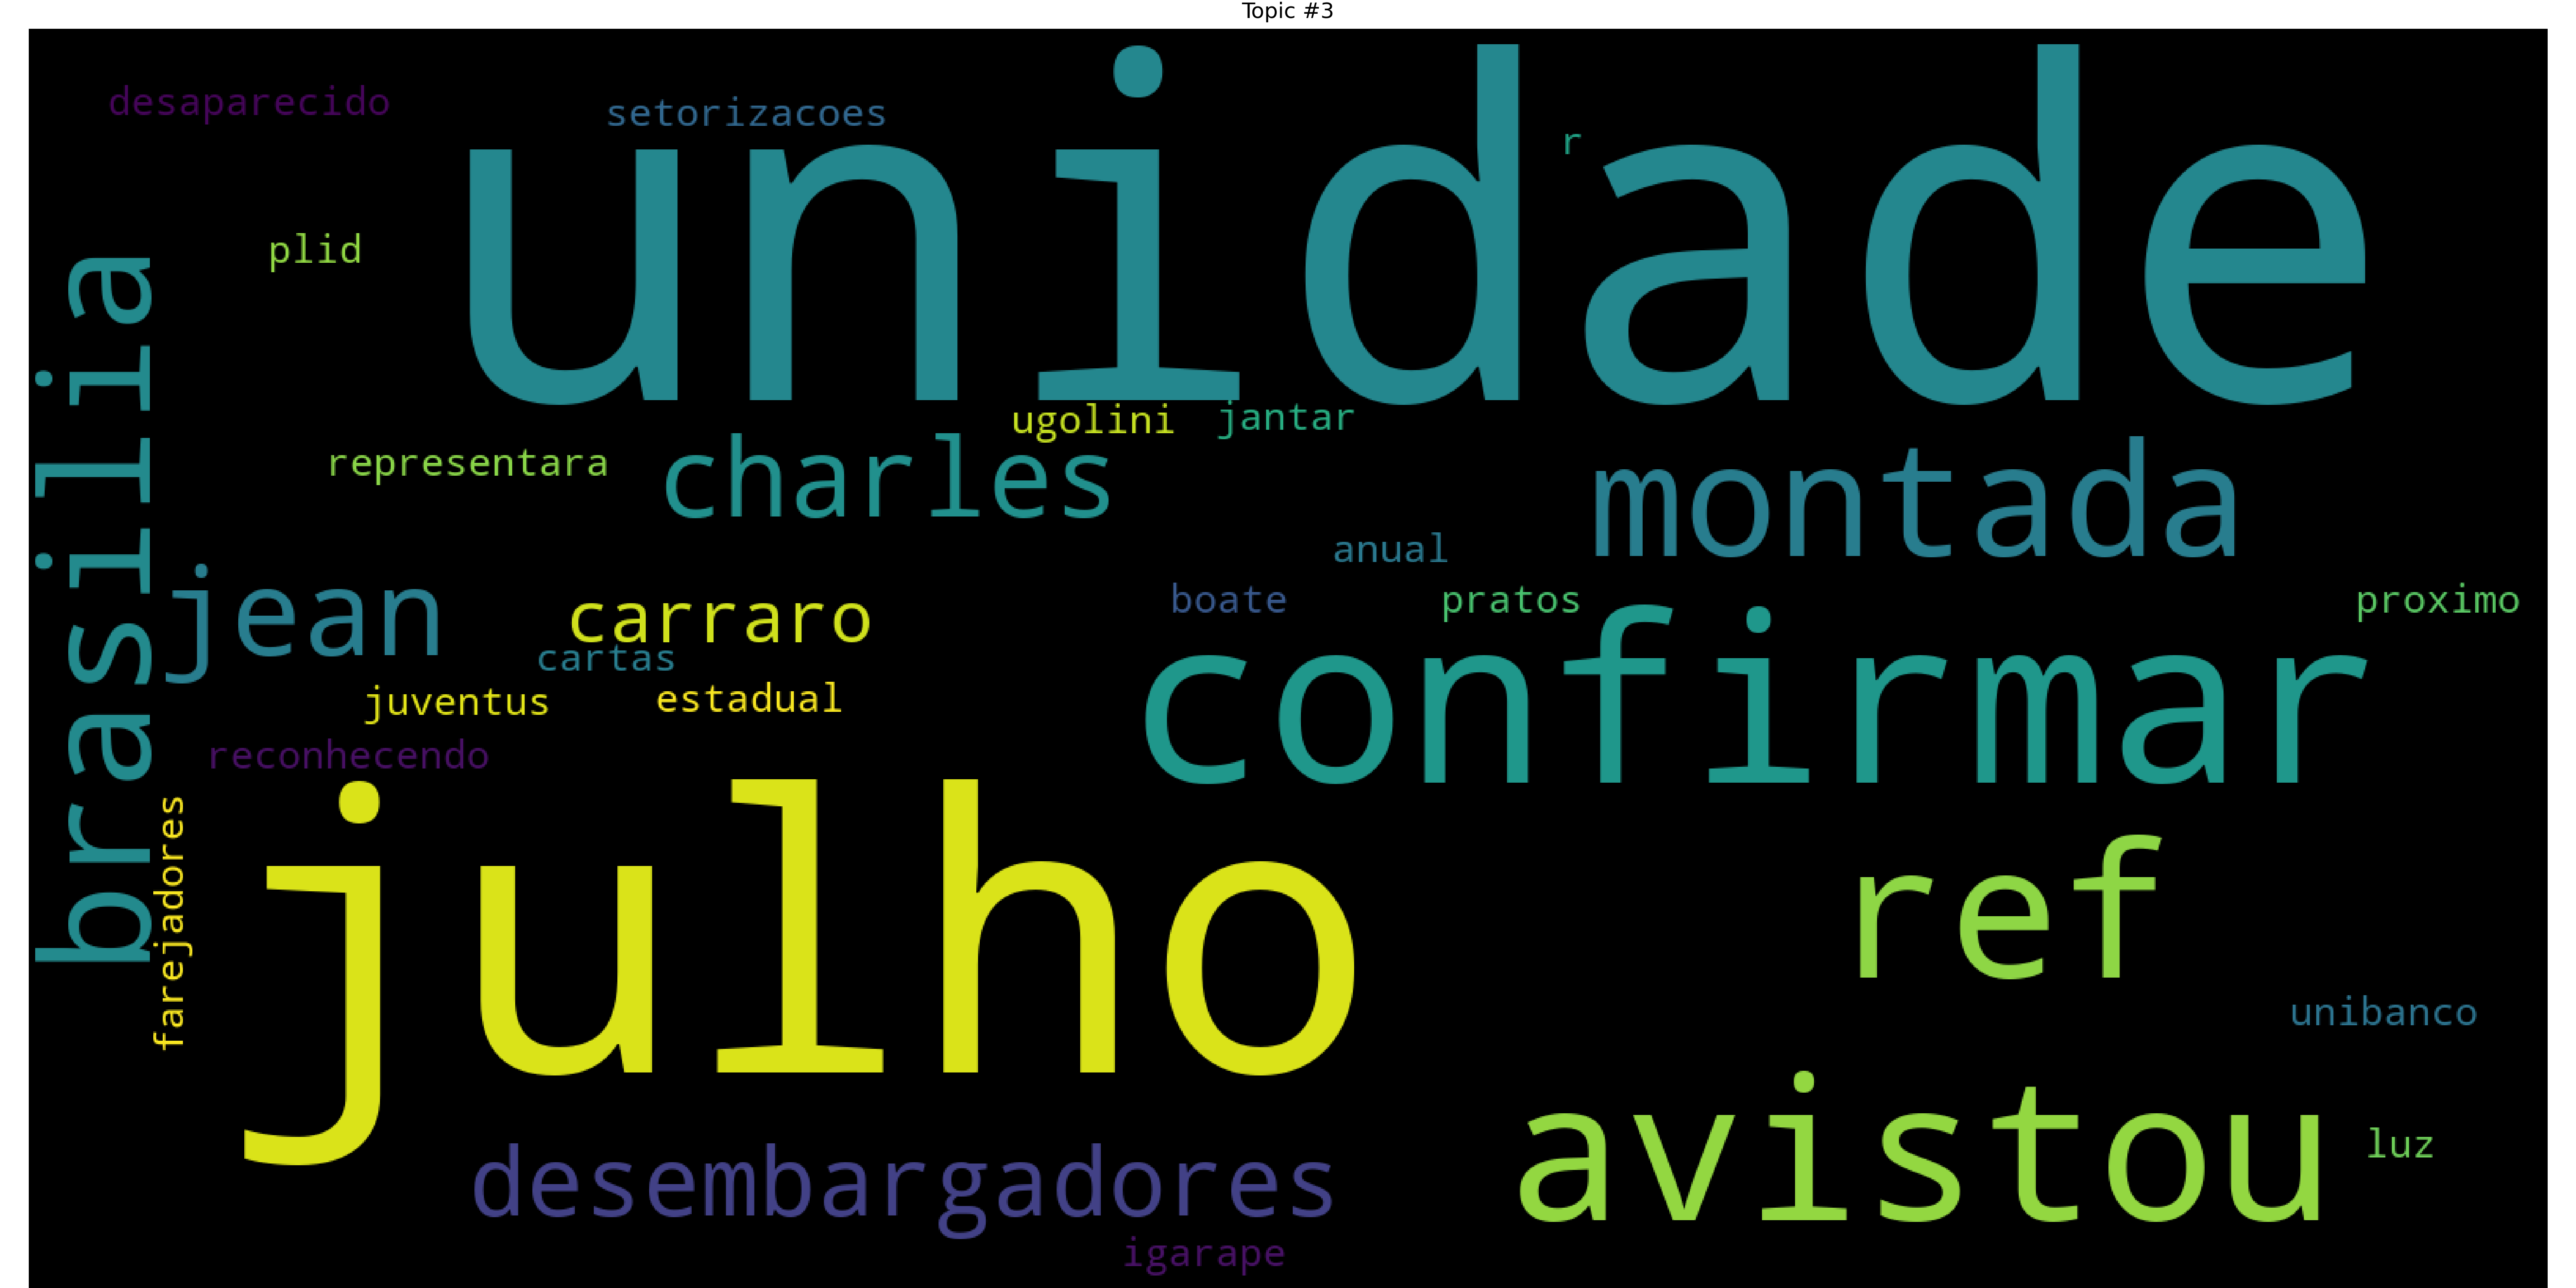 Topic #3
desaparecido
setorizacoes
unidade
r
plid
brasilia
ugolini
jantar
representara
charles
montada
anual
jean
carraro
boate
pratos
proximo
cartas
confirmar
juventus
estadual
reconhecendo
farejadores
julho
ref
unibanco
avistou
luz
desembargadores
igarape